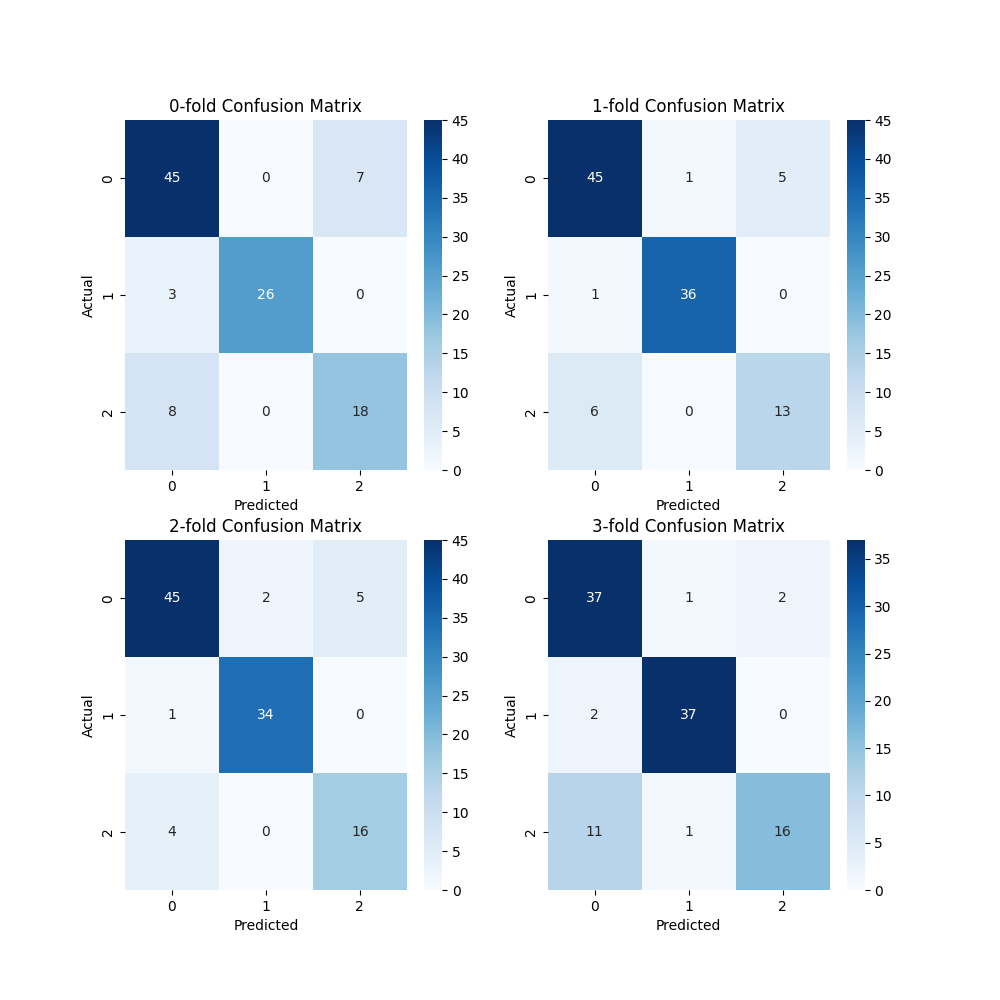 0-fold Confusion Matrix
45 0 7
3 26 0
8 0 18
0 1 2
0 1 2
Actual
Predicted
45
40
35
30
25
20
15
10
5
0
1-fold Confusion Matrix
45 1 5
1 36 0
6 0 13
0 1 2
0 1 2
Actual
Predicted
45
40
35
30
25
20
15
10
5
0
2-fold Confusion Matrix
45 2 5
1 34 0
4 0 16
0 1 2
0 1 2
Actual
Predicted
45
40
35
30
25
20
15
10
5
0
3-fold Confusion Matrix
37 1 2
2 37 0
11 1 16
0 1 2
0 1 2
Actual
Predicted
35
30
25
20
15
10
5
0